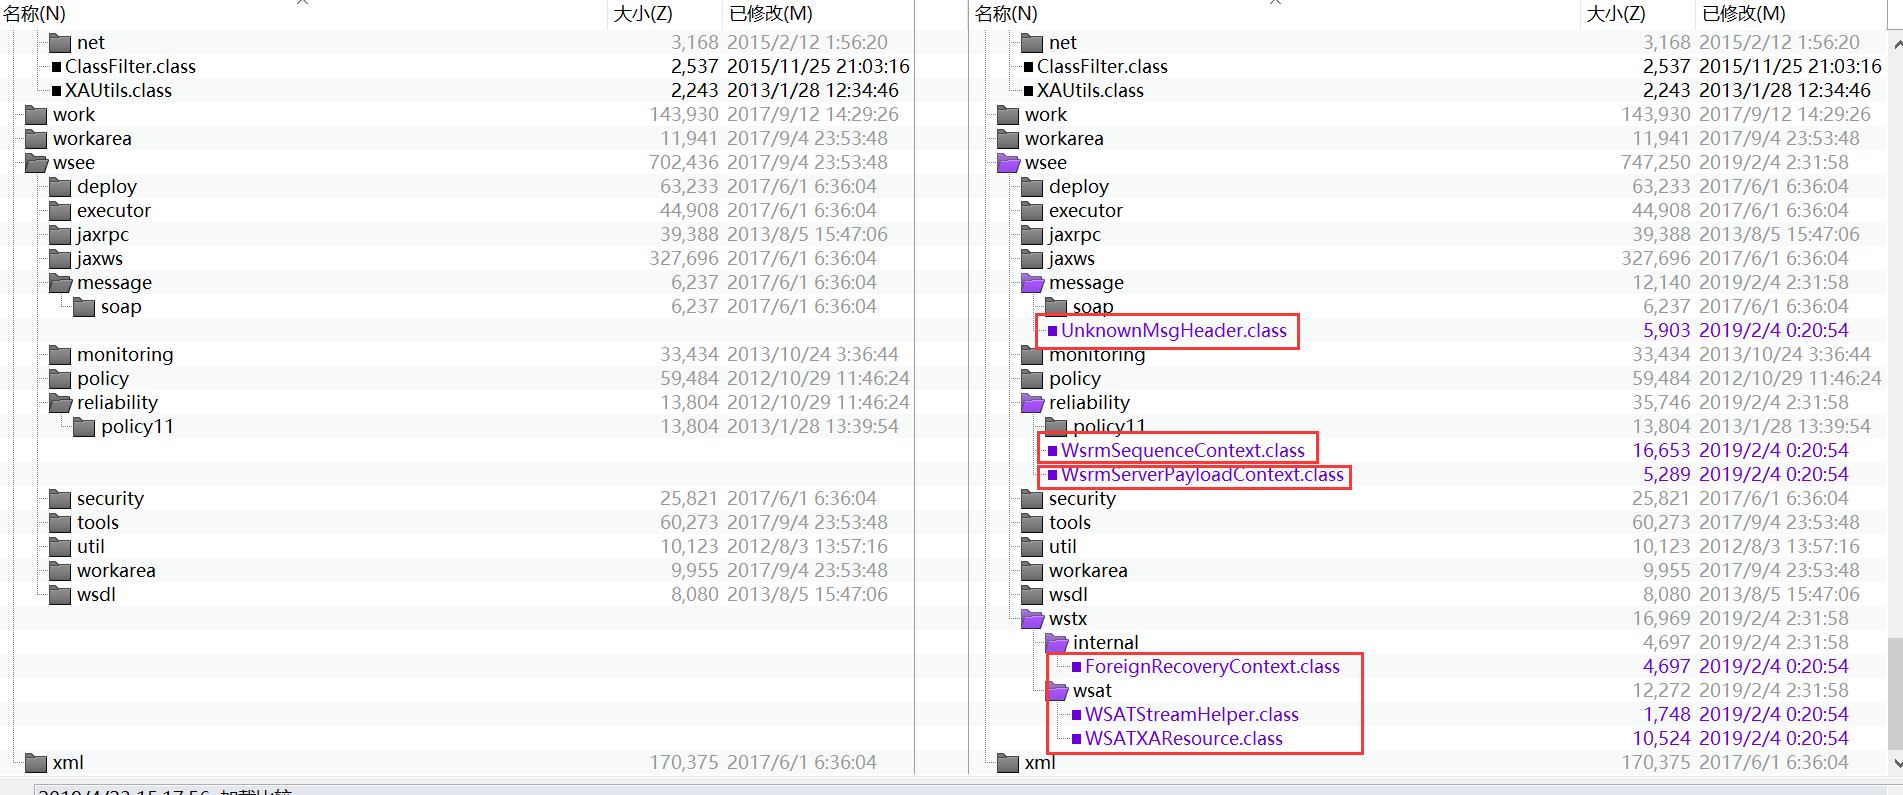 名称(N) 大小(Z) 已修改(M) 名称(N) 大小(Z) 已修改(M)
net 3,168 2015/2/12 1:56:20 net 3,168 2015/2/12 1:56:20
ClassFilter.class 2,537 2015/11/25 21:03:16 ClassFilter.class 2,537 2015/11/25 21:03:16
XAUtils.class 2,243 2013/1/28 12:34:46 XAUtils.class 2,243 2013/1/28 12:34:46
work 143,930 2017/9/12 14:29:26 work 143,930 2017/9/12 14:29:26
workarea 11,941 2017/9/4 23:53:48 workarea 11,941 2017/9/4 23:53:48
wsee 702,436 2017/9/4 23:53:48 wsee 747,250 2019/2/4 2:31:58
deploy 63,233 2017/6/1 6:36:04 deploy 63,233 2017/6/1 6:36:04
executor 44,908 2017/6/1 6:36:04 executor 44,908 2017/6/1 6:36:04
jaxrpc 39,388 2013/8/5 15:47:06 jaxrpc 39,388 2013/8/5 15:47:06
jaxws 327,696 2017/6/1 6:36:04 jaxws 327,696 2017/6/1 6:36:04
message 6,237 2017/6/1 6:36:04 message 12,140 2019/2/4 2:31:58
soap 6,237 2017/6/1 6:36:04 soap 6,237 2017/6/1 6:36:04
UnknownMsgHeader.class 5,903 2019/2/4 0:20:54
monitoring 33,434 2013/10/24 3:36:44 monitoring 33,434 2013/10/24 3:36:44
policy 59,484 2012/10/29 11:46:24 policy 59,484 2012/10/29 11:46:24
reliability 13,804 2012/10/29 11:46:24 reliability 35,746 2019/2/4 2:31:58
policy11 13,804 2013/1/28 13:39:54 policy11 13,804 2013/1/28 13:39:54
WsrmSequenceContext.class 16,653 2019/2/4 0:20:54
WsrmServerPayloadContext.class 5,289 2019/2/4 0:20:54
security 25,821 2017/6/1 6:36:04 security 25,821 2017/6/1 6:36:04
tools 60,273 2017/9/4 23:53:48 tools 60,273 2017/9/4 23:53:48
util 10,123 2012/8/3 13:57:16 util 10,123 2012/8/3 13:57:16
workarea 9,955 2017/9/4 23:53:48 workarea 9,955 2017/9/4 23:53:48
wsdl 8,080 2013/8/5 15:47:06 wsdl 8,080 2013/8/5 15:47:06
wstx 16,969 2019/2/4 2:31:58
internal 4,697 2019/2/4 2:31:58
ForeignRecoveryContext.class 4,697 2019/2/4 0:20:54
wsat 12,272 2019/2/4 2:31:58
WSATStreamHelper.class 1,748 2019/2/4 0:20:54
WSATXAResource.class 10,524 2019/2/4 0:20:54
xml 170,375 2017/6/1 6:36:04 xml 170,375 2017/6/1 6:36:04
2019/4/23 15:17:56 加载比较